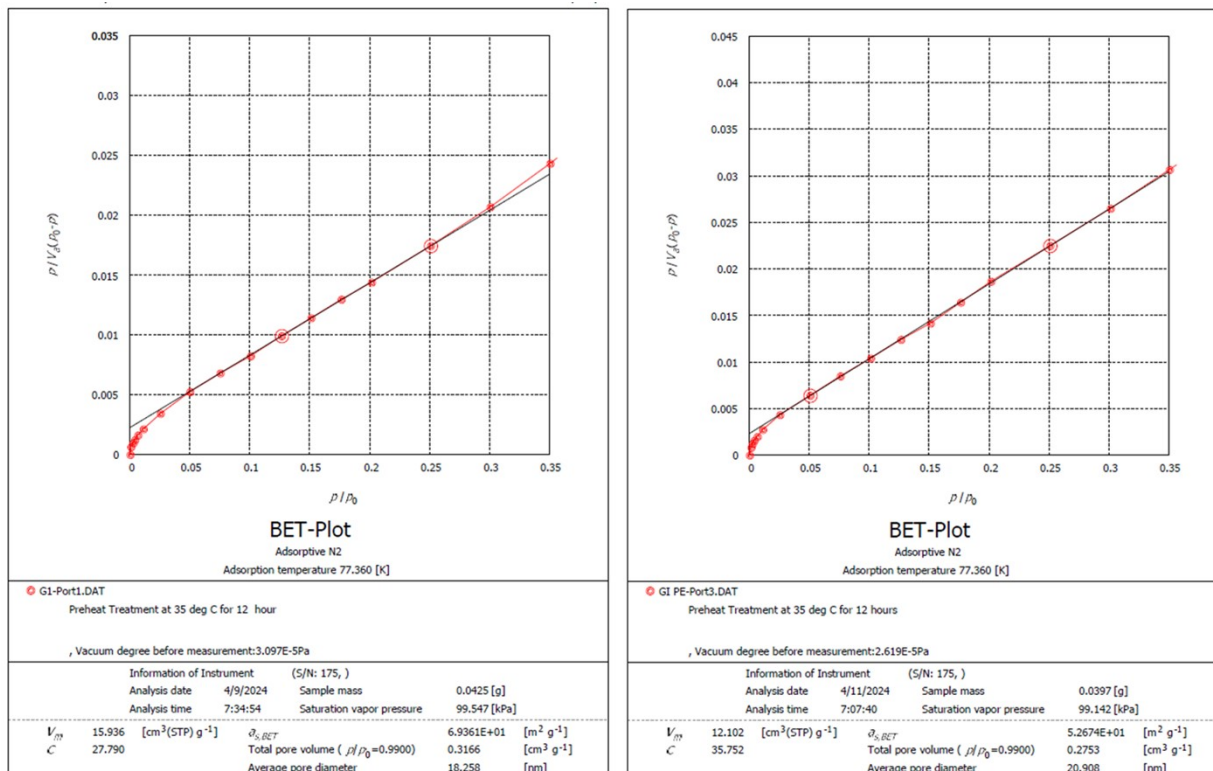 0.035
0.03
0.025
0.02
0.015
0.01
0.005
0
p / Va(p0-p)
0 0.05 0.1 0.15 0.2 0.25 0.3 0.35
p / p0
BET-Plot
Adsorptive N2
Adsorption temperature 77.360 [K]
G1-Port1.DAT
Preheat Treatment at 35 deg C for 12 hour
, Vacuum degree before measurement:3.097E-5Pa
Information of Instrument (S/N: 175, )
Analysis date 4/9/2024 Sample mass 0.0425 [g]
Analysis time 7:34:54 Saturation vapor pressure 99.547 [kPa]
Vm 15.936 [cm³(STP) g⁻¹] as,BET 6.9361E+01 [m² g⁻¹]
C 27.790 Total pore volume ( p/p0=0.9900) 0.3166 [cm³ g⁻¹]
Average pore diameter 18.258 [nm]
0.045
0.04
0.035
0.03
0.025
0.02
0.015
0.01
0.005
0
p / Va(p0-p)
0 0.05 0.1 0.15 0.2 0.25 0.3 0.35
p / p0
BET-Plot
Adsorptive N2
Adsorption temperature 77.360 [K]
GI PE-Port3.DAT
Preheat Treatment at 35 deg C for 12 hours
, Vacuum degree before measurement:2.619E-5Pa
Information of Instrument (S/N: 175, )
Analysis date 4/11/2024 Sample mass 0.0397 [g]
Analysis time 7:07:40 Saturation vapor pressure 99.142 [kPa]
Vm 12.102 [cm³(STP) g⁻¹] as,BET 5.2674E+01 [m² g⁻¹]
C 35.752 Total pore volume ( p/p0=0.9900) 0.2753 [cm³ g⁻¹]
Average pore diameter 20.908 [nm]